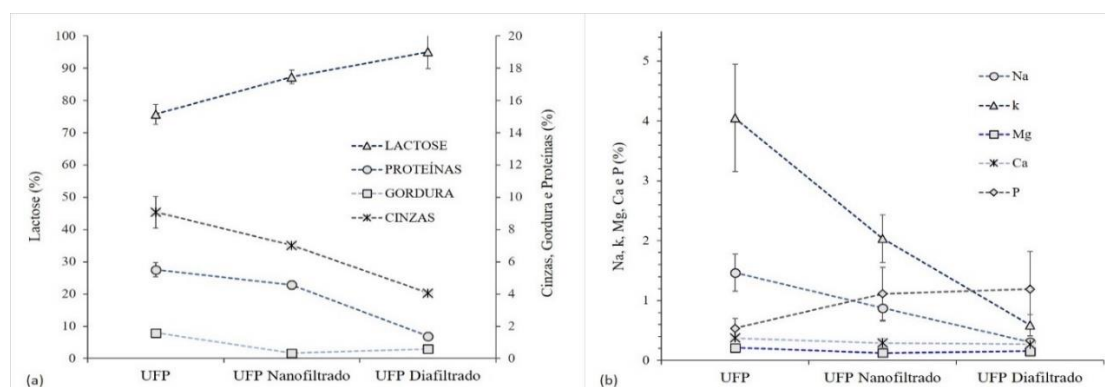 100
90
80
70
60
50
40
30
20
10
0
Lactose (%)
20
18
16
14
12
10
8
6
4
2
0
Cinzas, Gordura e Proteínas (%)
LACTOSE
PROTEÍNAS
GORDURA
CINZAS
UFP
UFP Nanofiltrado
UFP Diafiltrado
(a)
5
4
3
2
1
0
Na, k, Mg, Ca e P (%)
Na
k
Mg
Ca
P
UFP
UFP Nanofiltrado
UFP Diafiltrado
(b)